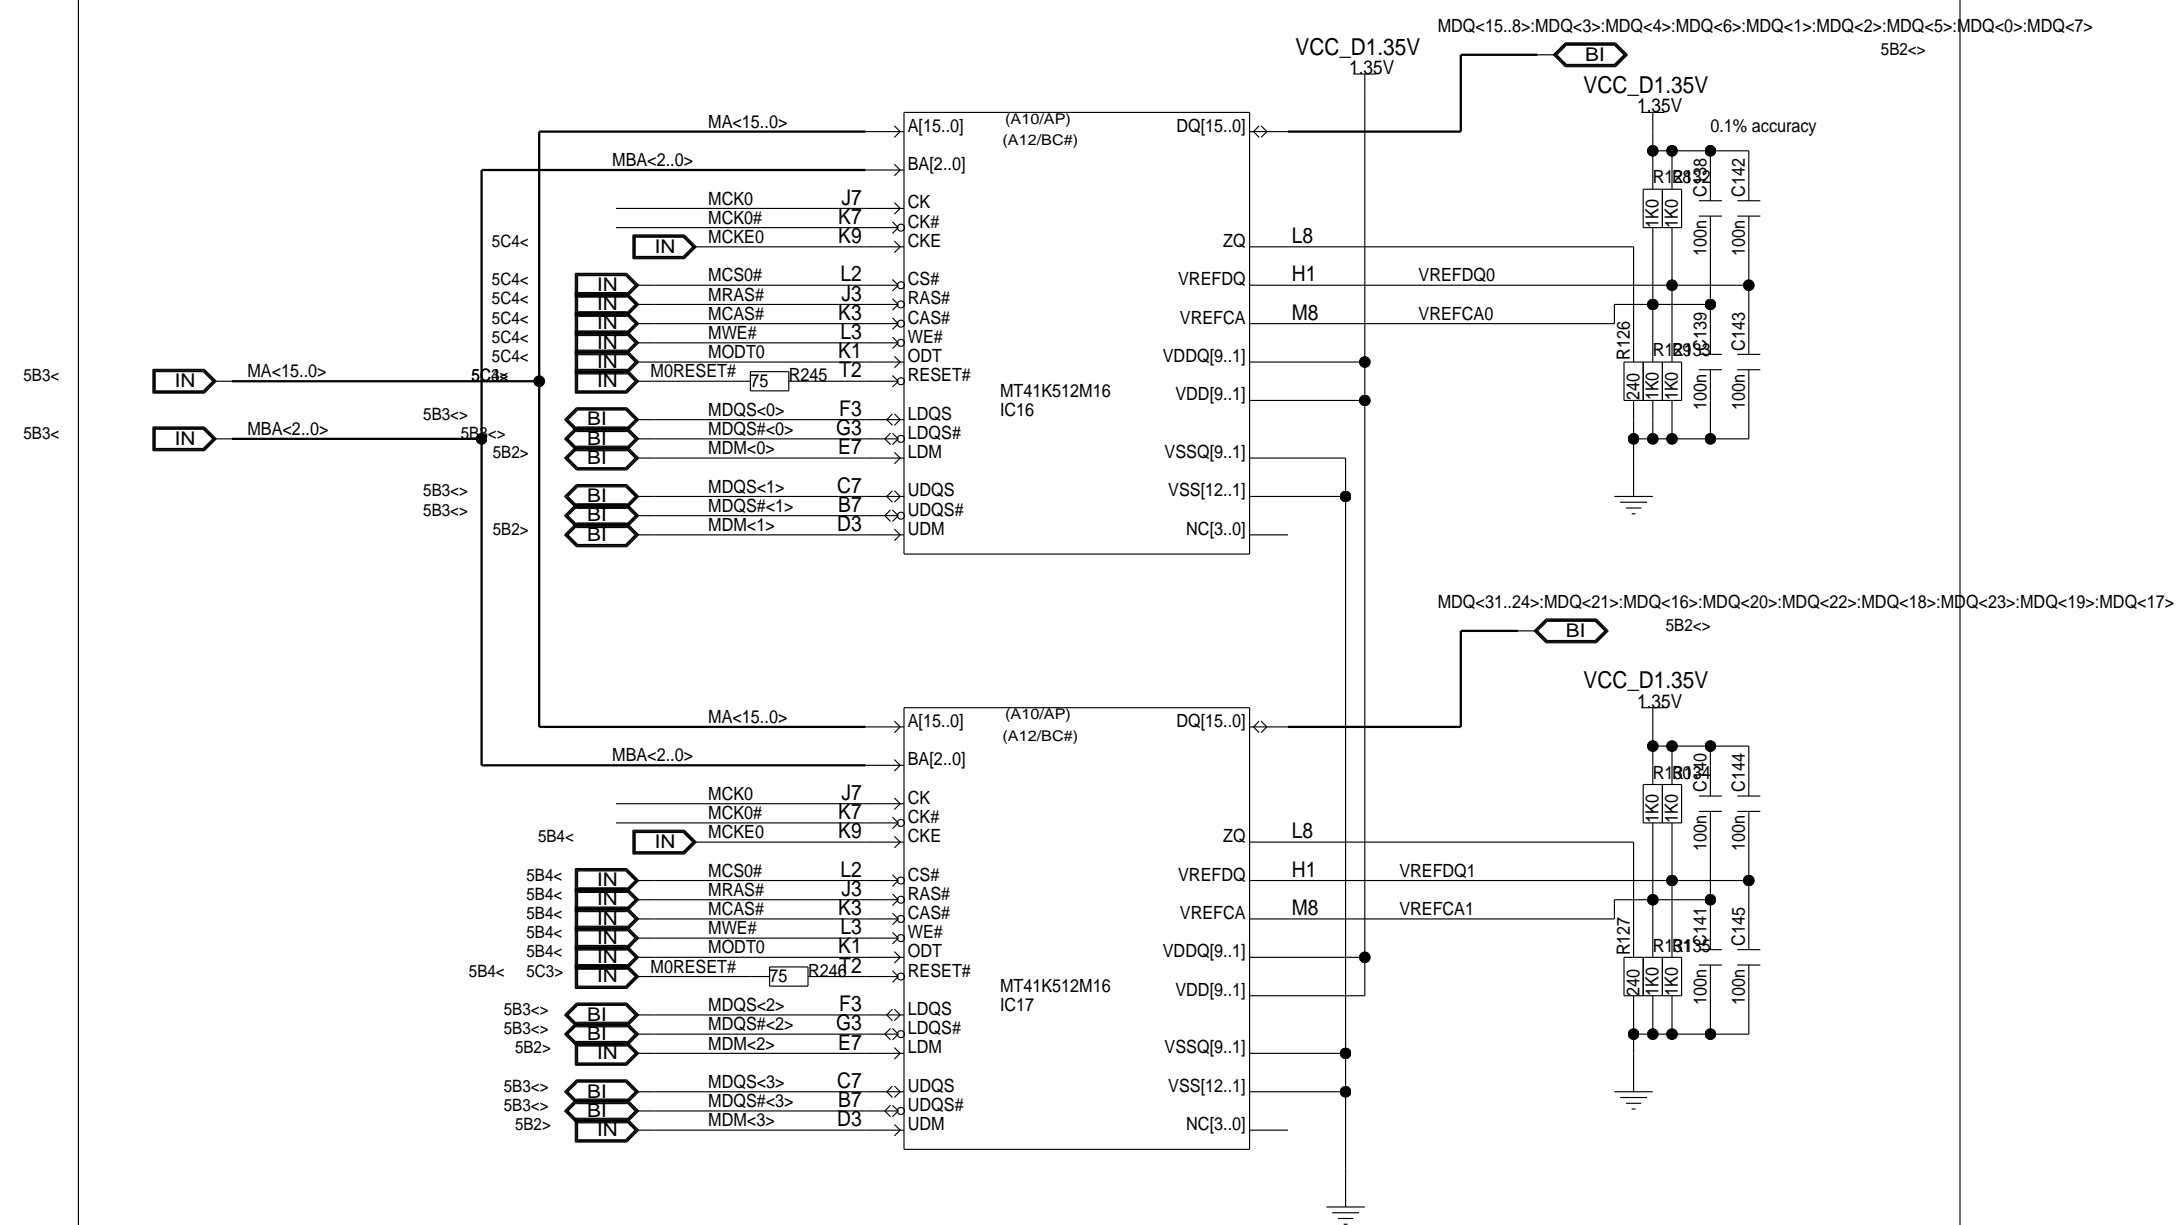 MDQ<15..8>:MDQ<3>:MDQ<4>:MDQ<6>:MDQ<1>:MDQ<2>:MDQ<5>:MDQ<0>:MDQ<7>
BI
5B2<>
VCC_D1.35V
1.35V
VCC_D1.35V
1.35V
0.1% accuracy
5B3<
IN
MA<15..0>
5B3<
IN
MBA<2..0>
MA<15..0>
A[15..0]
(A10/AP)
(A12/BC#)
DQ[15..0]
MBA<2..0>
BA[2..0]
MCK0 J7 CK
MCK0# K7 CK#
5C4< IN MCKE0 K9 CKE
5C4< IN MCS0# L2 CS#
5C4< IN MRAS# J3 RAS#
5C4< IN MCAS# K3 CAS#
5C4< IN MWE# L3 WE#
5C4< IN MODT0 K1 ODT
IN M0RESET# 75 R245 T2 RESET#
5B3<> BI MDQS<0> F3 LDQS
BI MDQS#<0> G3 LDQS#
5B2> BI MDM<0> E7 LDM
5B3<> BI MDQS<1> C7 UDQS
5B3<> BI MDQS#<1> B7 UDQS#
5B2> BI MDM<1> D3 UDM
MT41K512M16
IC16
ZQ L8
VREFDQ H1 VREFDQ0
VREFCA M8 VREFCA0
VDDQ[9..1]
VDD[9..1]
VSSQ[9..1]
VSS[12..1]
NC[3..0]
C142
1K0 1K0 100n 100n
R126
C139
C143
240 1K0 1K0 100n 100n
MDQ<31..24>:MDQ<21>:MDQ<16>:MDQ<20>:MDQ<22>:MDQ<18>:MDQ<23>:MDQ<19>:MDQ<17>
BI
5B2<>
VCC_D1.35V
1.35V
MA<15..0>
A[15..0]
(A10/AP)
(A12/BC#)
DQ[15..0]
MBA<2..0>
BA[2..0]
MCK0 J7 CK
MCK0# K7 CK#
5B4< IN MCKE0 K9 CKE
5B4< IN MCS0# L2 CS#
5B4< IN MRAS# J3 RAS#
5B4< IN MCAS# K3 CAS#
5B4< IN MWE# L3 WE#
5B4< IN MODT0 K1 ODT
5B4< 5C3> IN M0RESET# 75 R246 T2 RESET#
5B3<> BI MDQS<2> F3 LDQS
5B3<> BI MDQS#<2> G3 LDQS#
5B2> IN MDM<2> E7 LDM
5B3<> BI MDQS<3> C7 UDQS
5B3<> BI MDQS#<3> B7 UDQS#
5B2> IN MDM<3> D3 UDM
MT41K512M16
IC17
ZQ L8
VREFDQ H1 VREFDQ1
VREFCA M8 VREFCA1
VDDQ[9..1]
VDD[9..1]
VSSQ[9..1]
VSS[12..1]
NC[3..0]
C144
1K0 1K0 100n 100n
R127
C141
C145
240 1K0 1K0 100n 100n